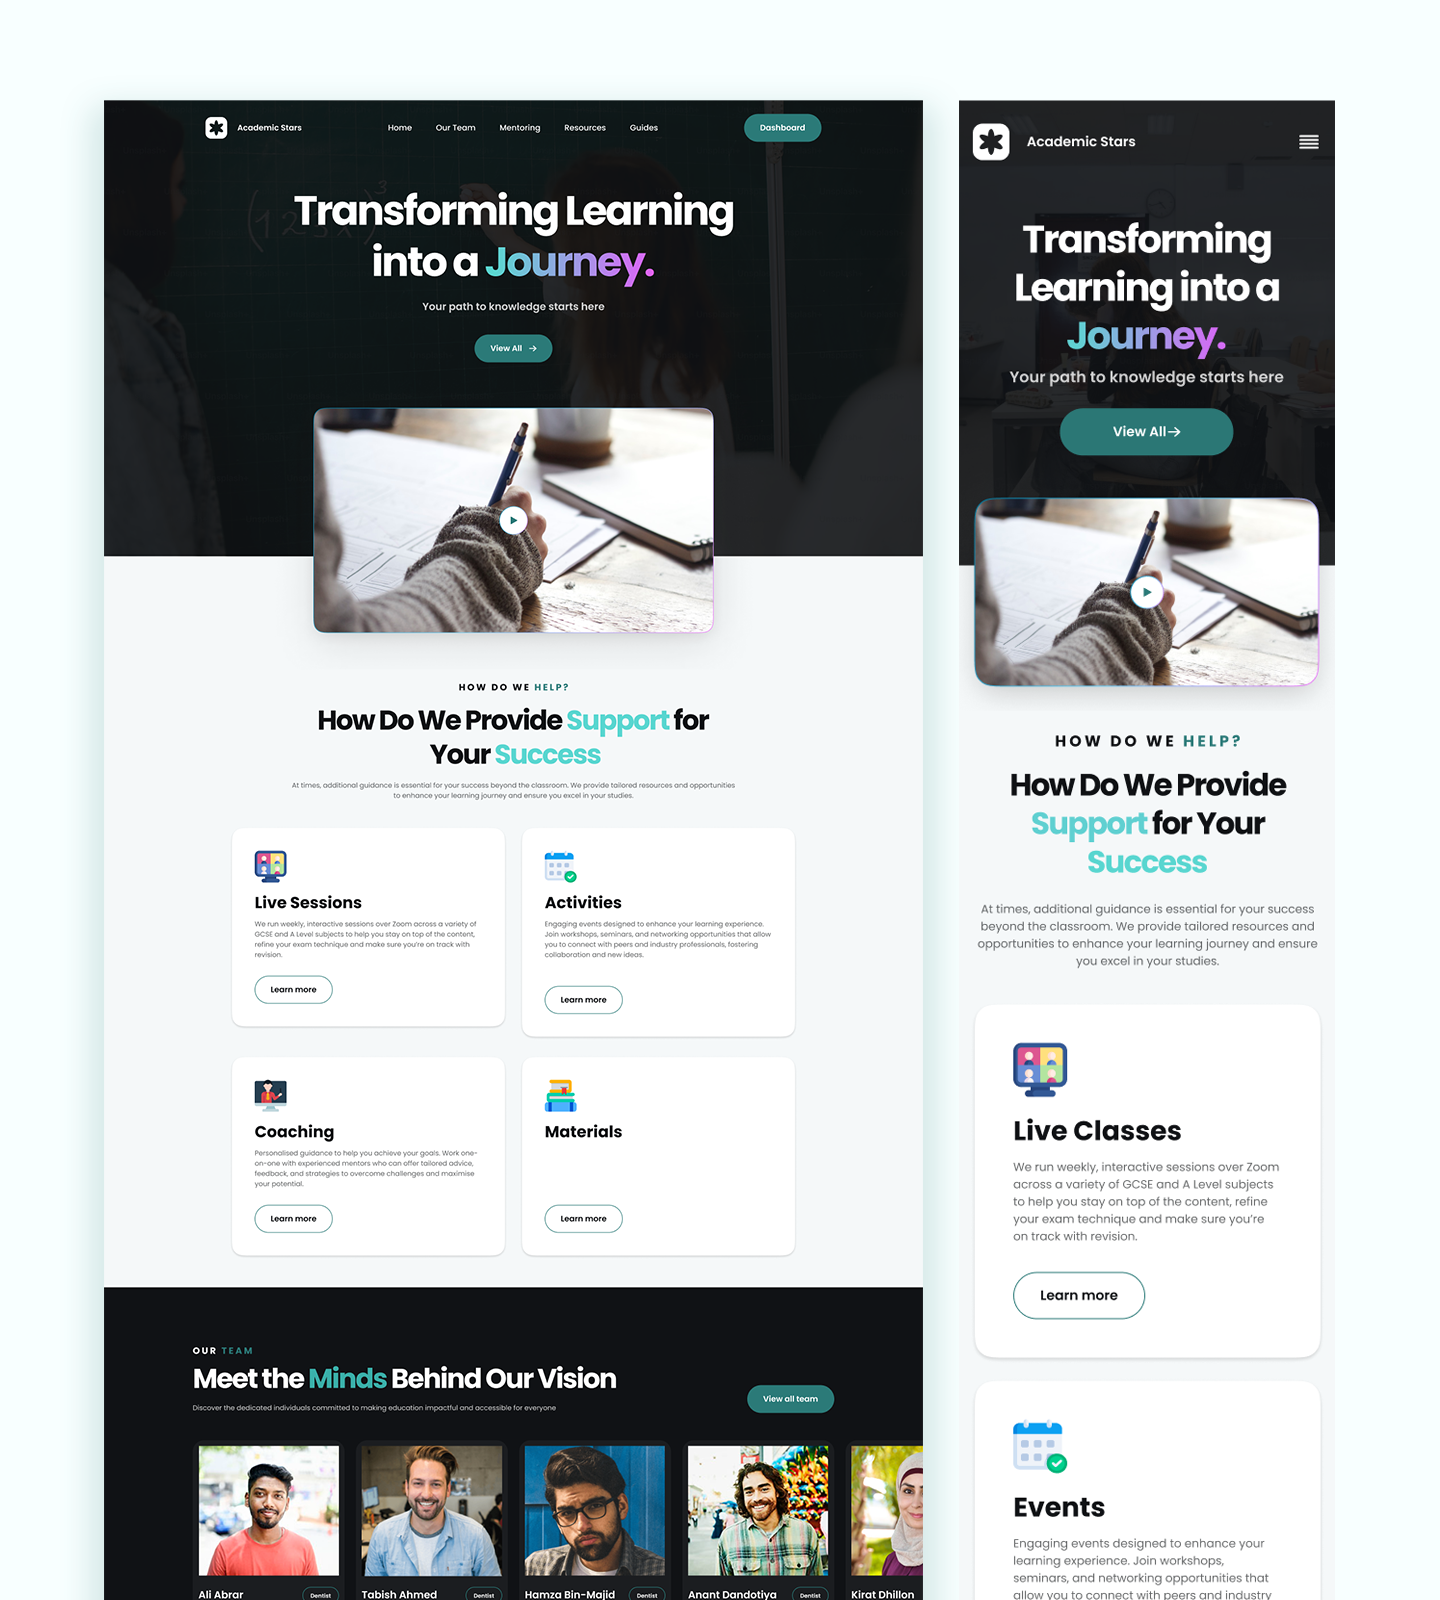 Academic Stars
Home
Our Team
Mentoring
Resources
Guides
Dashboard
Transforming Learning
into a Journey.
Your path to knowledge starts here
View All
HOW DO WE HELP?
How Do We Provide Support for
Your Success
At times, additional guidance is essential for your success beyond the classroom. We provide tailored resources and opportunities
to enhance your learning journey and ensure you excel in your studies.
Live Sessions
We run weekly, interactive sessions over Zoom across a variety of
GCSE and A Level subjects to help you stay on top of the content,
refine your exam technique and make sure you're on track with
revision.
Learn more
Activities
Engaging events designed to enhance your learning experience.
Join workshops, seminars, and networking opportunities that allow
you to connect with peers and industry professionals, fostering
collaboration and new ideas.
Learn more
Coaching
Personalised guidance to help you achieve your goals. Work one-
on-one with experienced mentors who can offer tailored advice,
feedback, and strategies to overcome challenges and maximise
your potential.
Learn more
Materials
Learn more
OUR TEAM
Meet the Minds Behind Our Vision
Discover the dedicated individuals committed to making education impactful and accessible for everyone
View all team
Ali Abrar
Dentist
Tabish Ahmed
Dentist
Hamza Bin-Majid
Dentist
Anant Dandotiya
Dentist
Kirat Dhillon
Academic Stars
Transforming
Learning into a
Journey.
Your path to knowledge starts here
View All
HOW DO WE HELP?
How Do We Provide
Support for Your
Success
At times, additional guidance is essential for your success
beyond the classroom. We provide tailored resources and
opportunities to enhance your learning journey and ensure
you excel in your studies.
Live Classes
We run weekly, interactive sessions over Zoom
across a variety of GCSE and A Level subjects
to help you stay on top of the content, refine
your exam technique and make sure you're
on track with revision.
Learn more
Events
Engaging events designed to enhance your
learning experience. Join workshops,
seminars, and networking opportunities that
allow you to connect with peers and industry